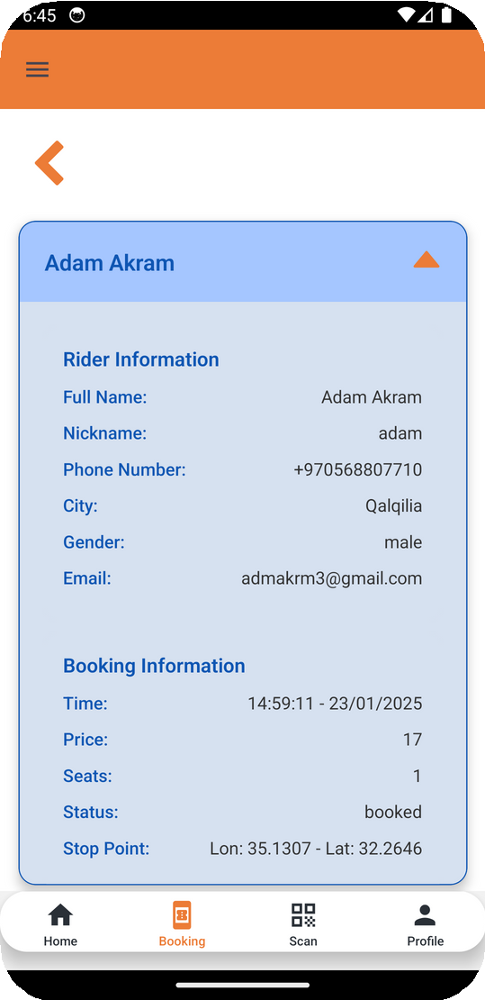 6:45
Adam Akram
Rider Information
Full Name: Adam Akram
Nickname: adam
Phone Number: +970568807710
City: Qalqilia
Gender: male
Email: admakrm3@gmail.com
Booking Information
Time: 14:59:11 - 23/01/2025
Price: 17
Seats: 1
Status: booked
Stop Point: Lon: 35.1307 - Lat: 32.2646
Home Booking Scan Profile